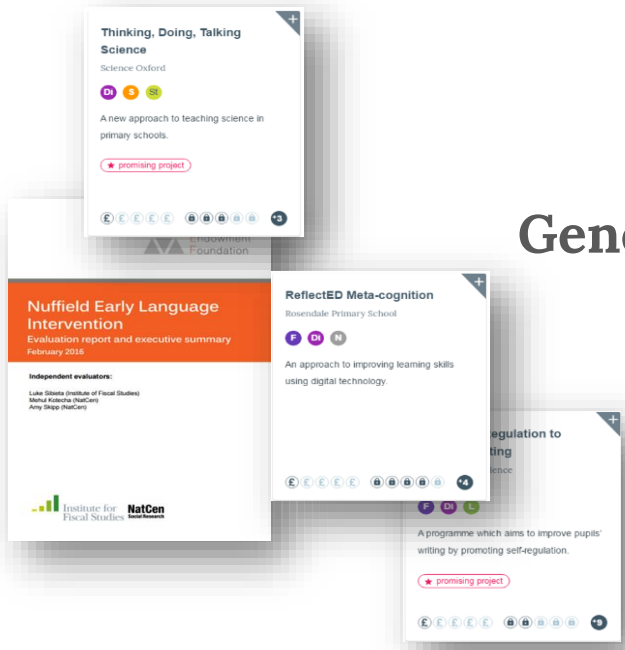 Thinking, Doing, Talking
Science
Science Oxford
Di S St
A new approach to teaching science in
primary schools.
★ promising project
£ £ £ £ £ +3
Endowment
Foundation
Gen
Nuffield Early Language
Intervention
Evaluation report and executive summary
February 2016
Independent evaluators:
Luke Sibieta (Institute of Fiscal Studies)
Mehul Kotecha (NatCen)
Amy Skipp (NatCen)
Institute for
Fiscal Studies
NatCen
Social Research
ReflectED Meta-cognition
Rosendale Primary School
F Di N
An approach to improving learning skills
using digital technology.
£ £ £ £ £ +4
egulation to
ting
ence
F Di L
A programme which aims to improve pupils'
writing by promoting self-regulation.
★ promising project
£ £ £ £ £ +9